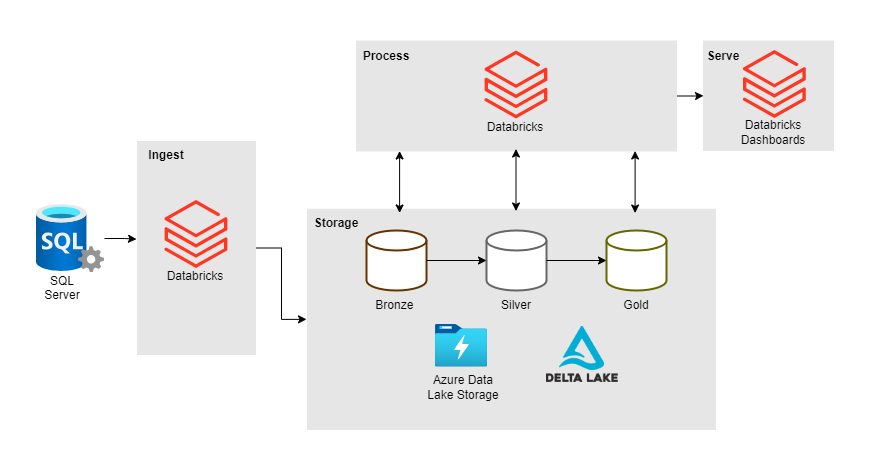 Process
Databricks
Serve
Databricks
Dashboards
Ingest
Databricks
SQL
SQL
Server
Storage
Bronze
Silver
Gold
Azure Data
Lake Storage
DELTA LAKE